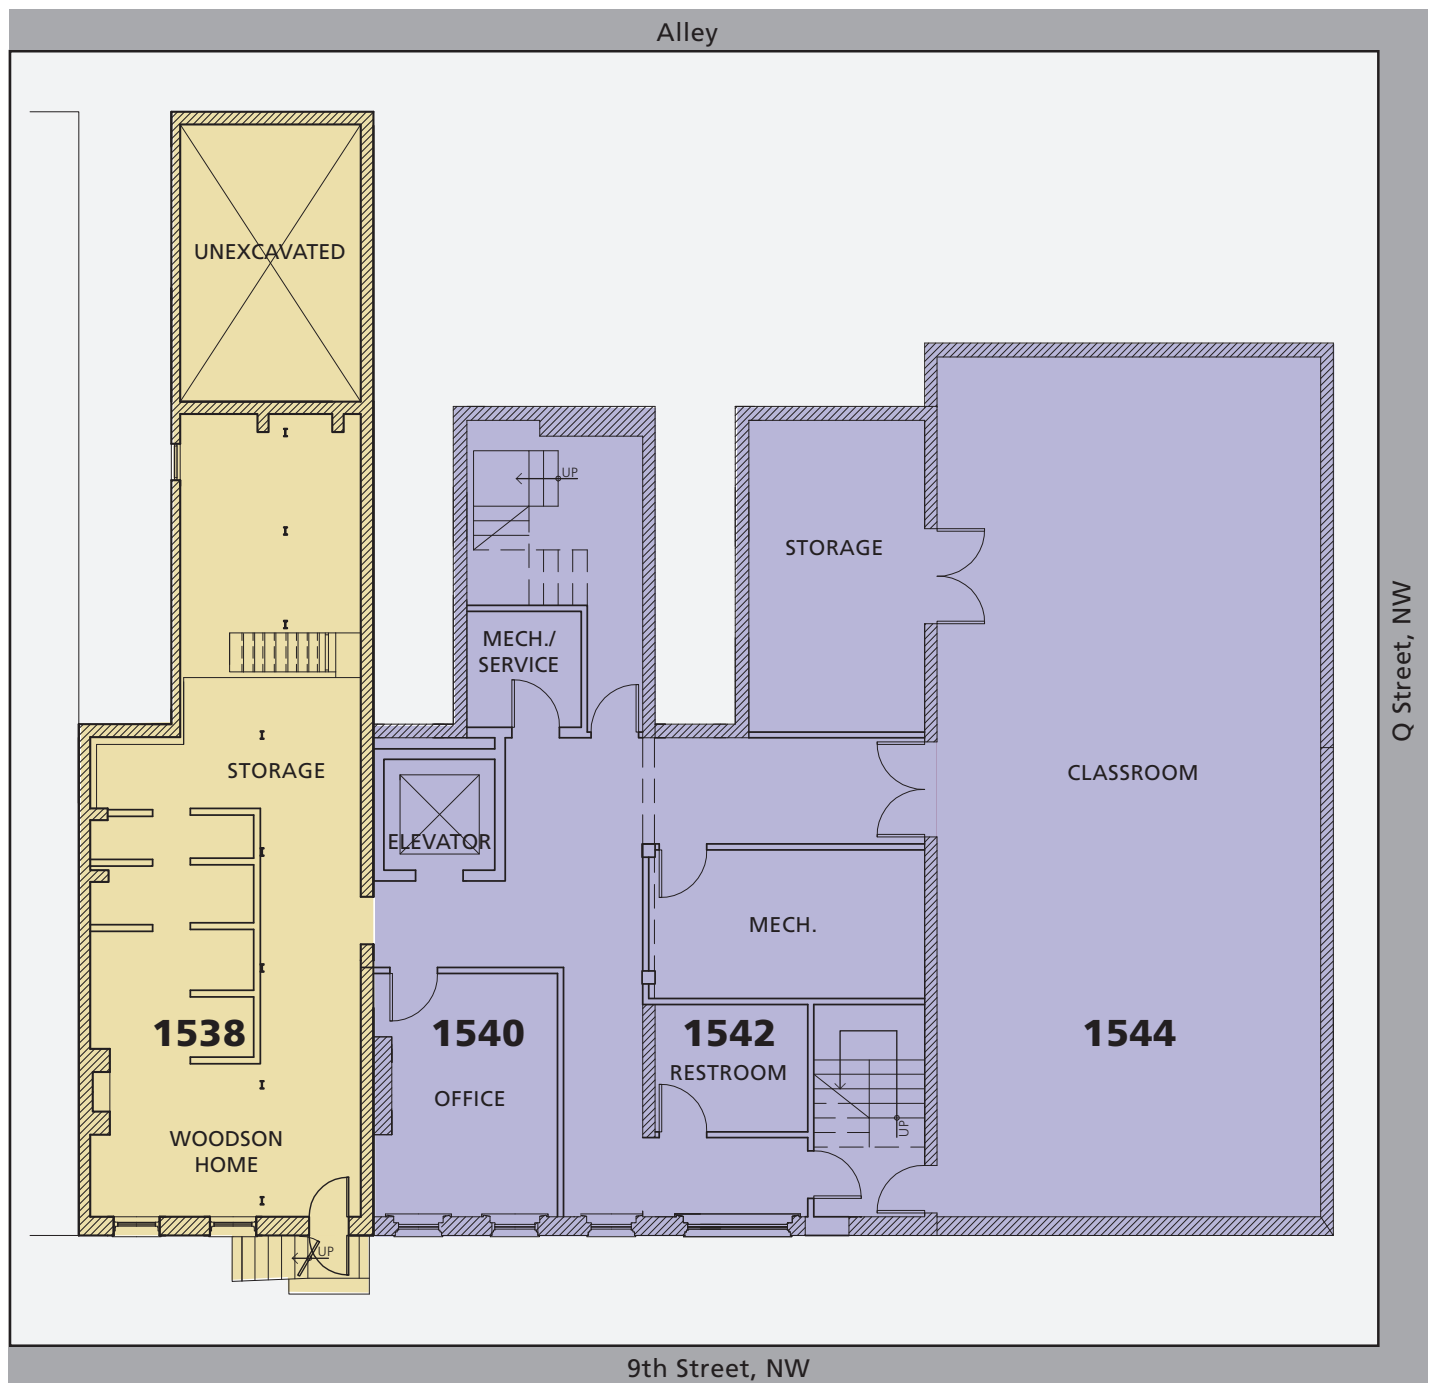 Alley
UNEXCAVATED
UP
STORAGE
MECH./
SERVICE
STORAGE
CLASSROOM
ELEVATOR
MECH.
1538
1540
1542
1544
RESTROOM
OFFICE
UP
WOODSON
HOME
UP
Q Street, NW
9th Street, NW